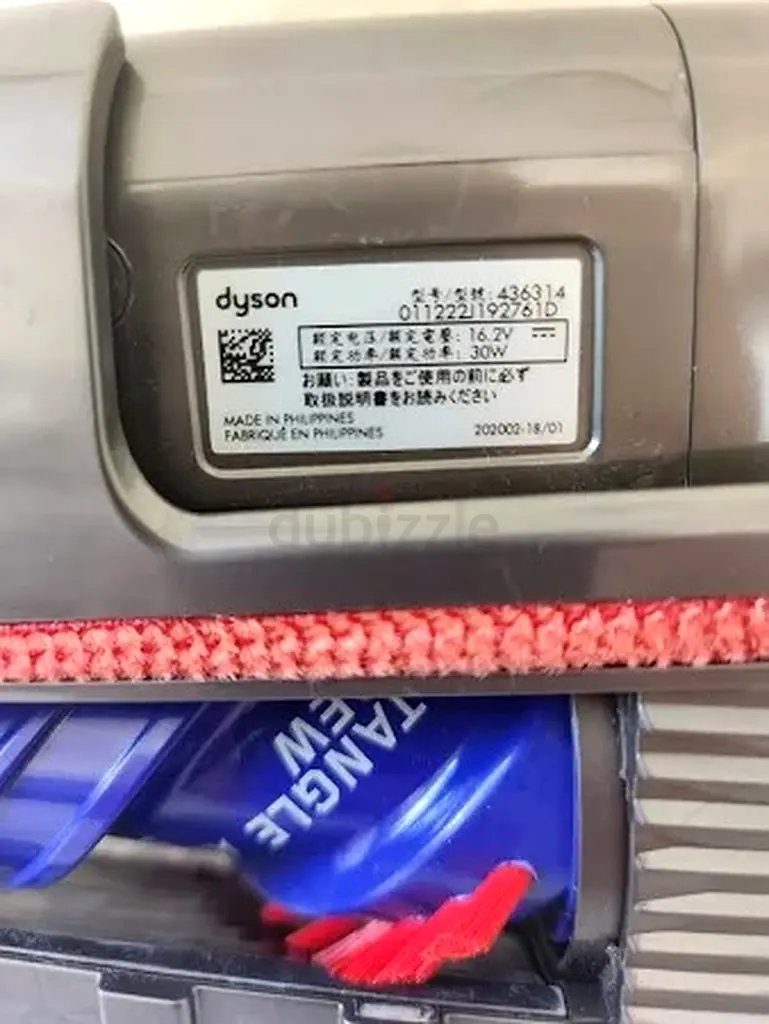 dyson
型号/型號: 436314
011222J192761D
额定电压/額定電壓: 16.2V
额定功率/額定功率: 30W
お願い:製品をご使用の前に必ず
取扱説明書をお読みください
MADE IN PHILIPPINES
FABRIQUÉ EN PHILIPPINES
202002-18/01
dubizzle
TANGLE
EW